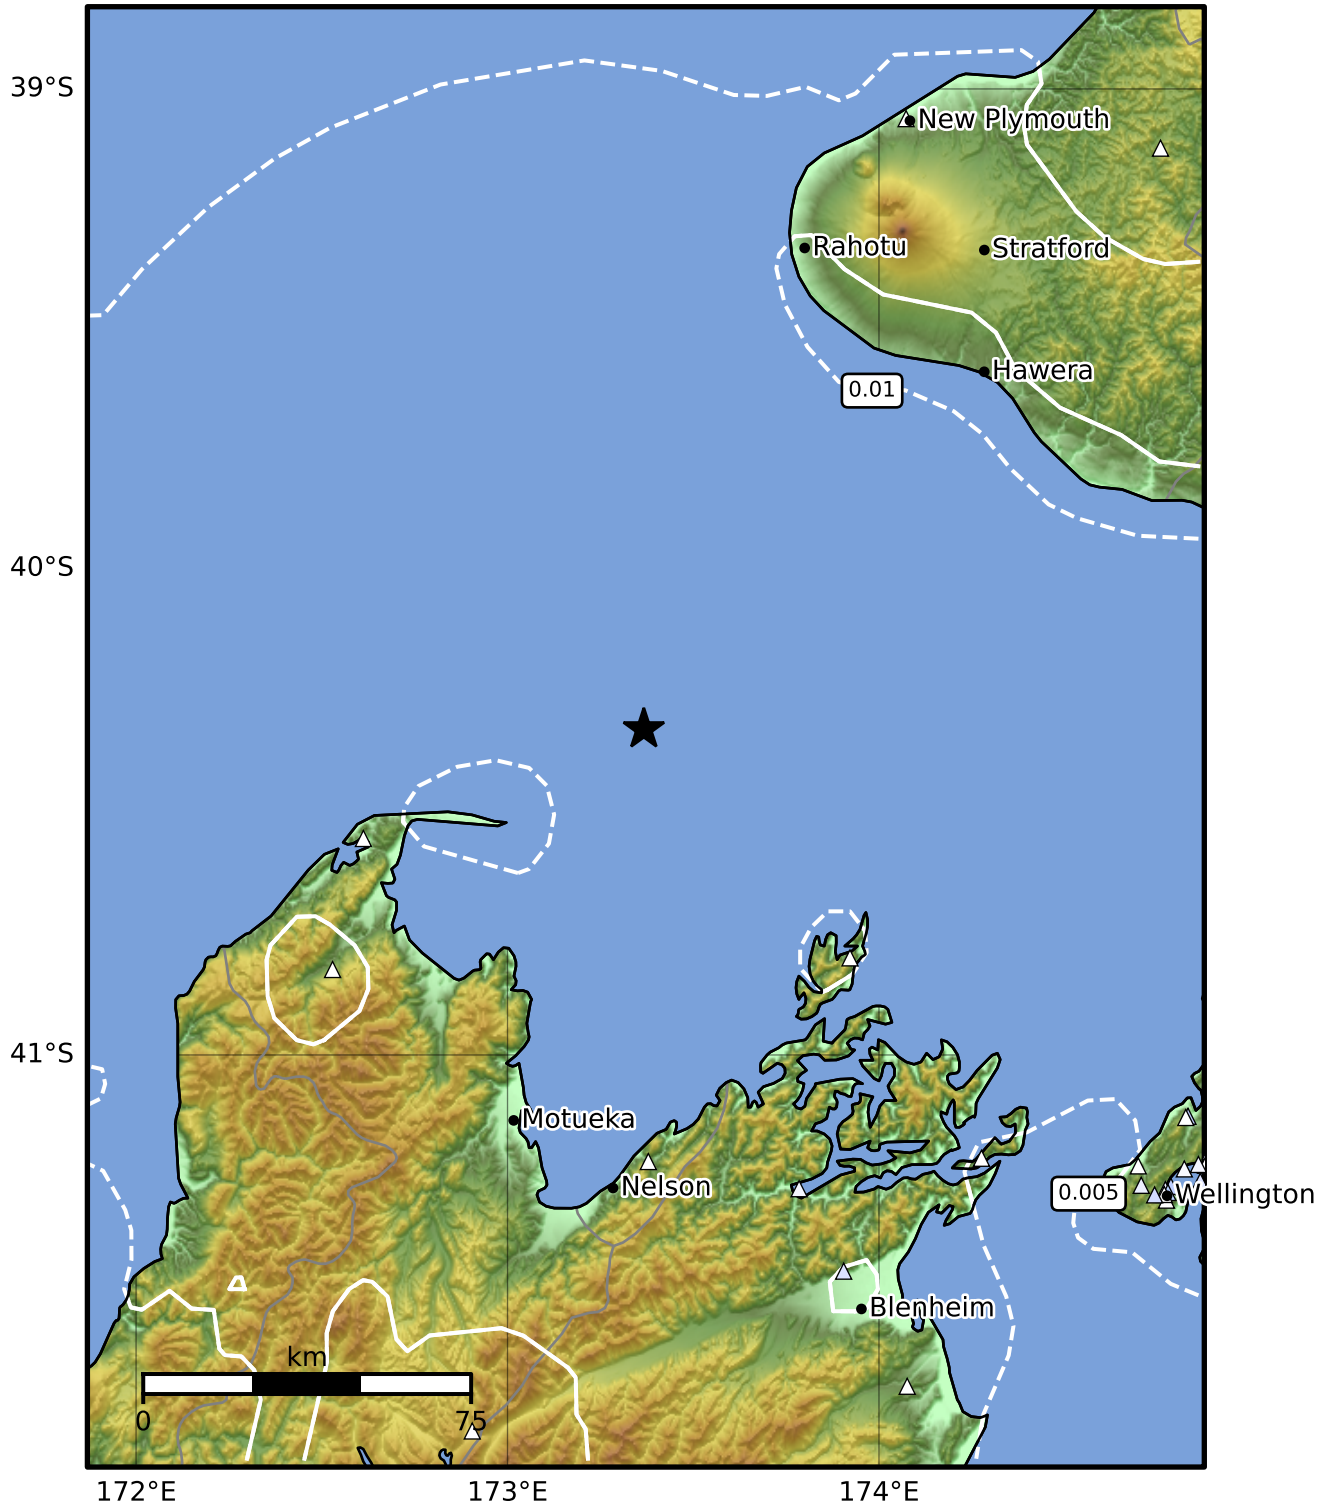 39°S
New Plymouth
Rahotu
Stratford
Hawera
0.01
40°S
41°S
Motueka
Nelson
0.005
Wellington
Blenheim
km
0
75
172°E
173°E
174°E